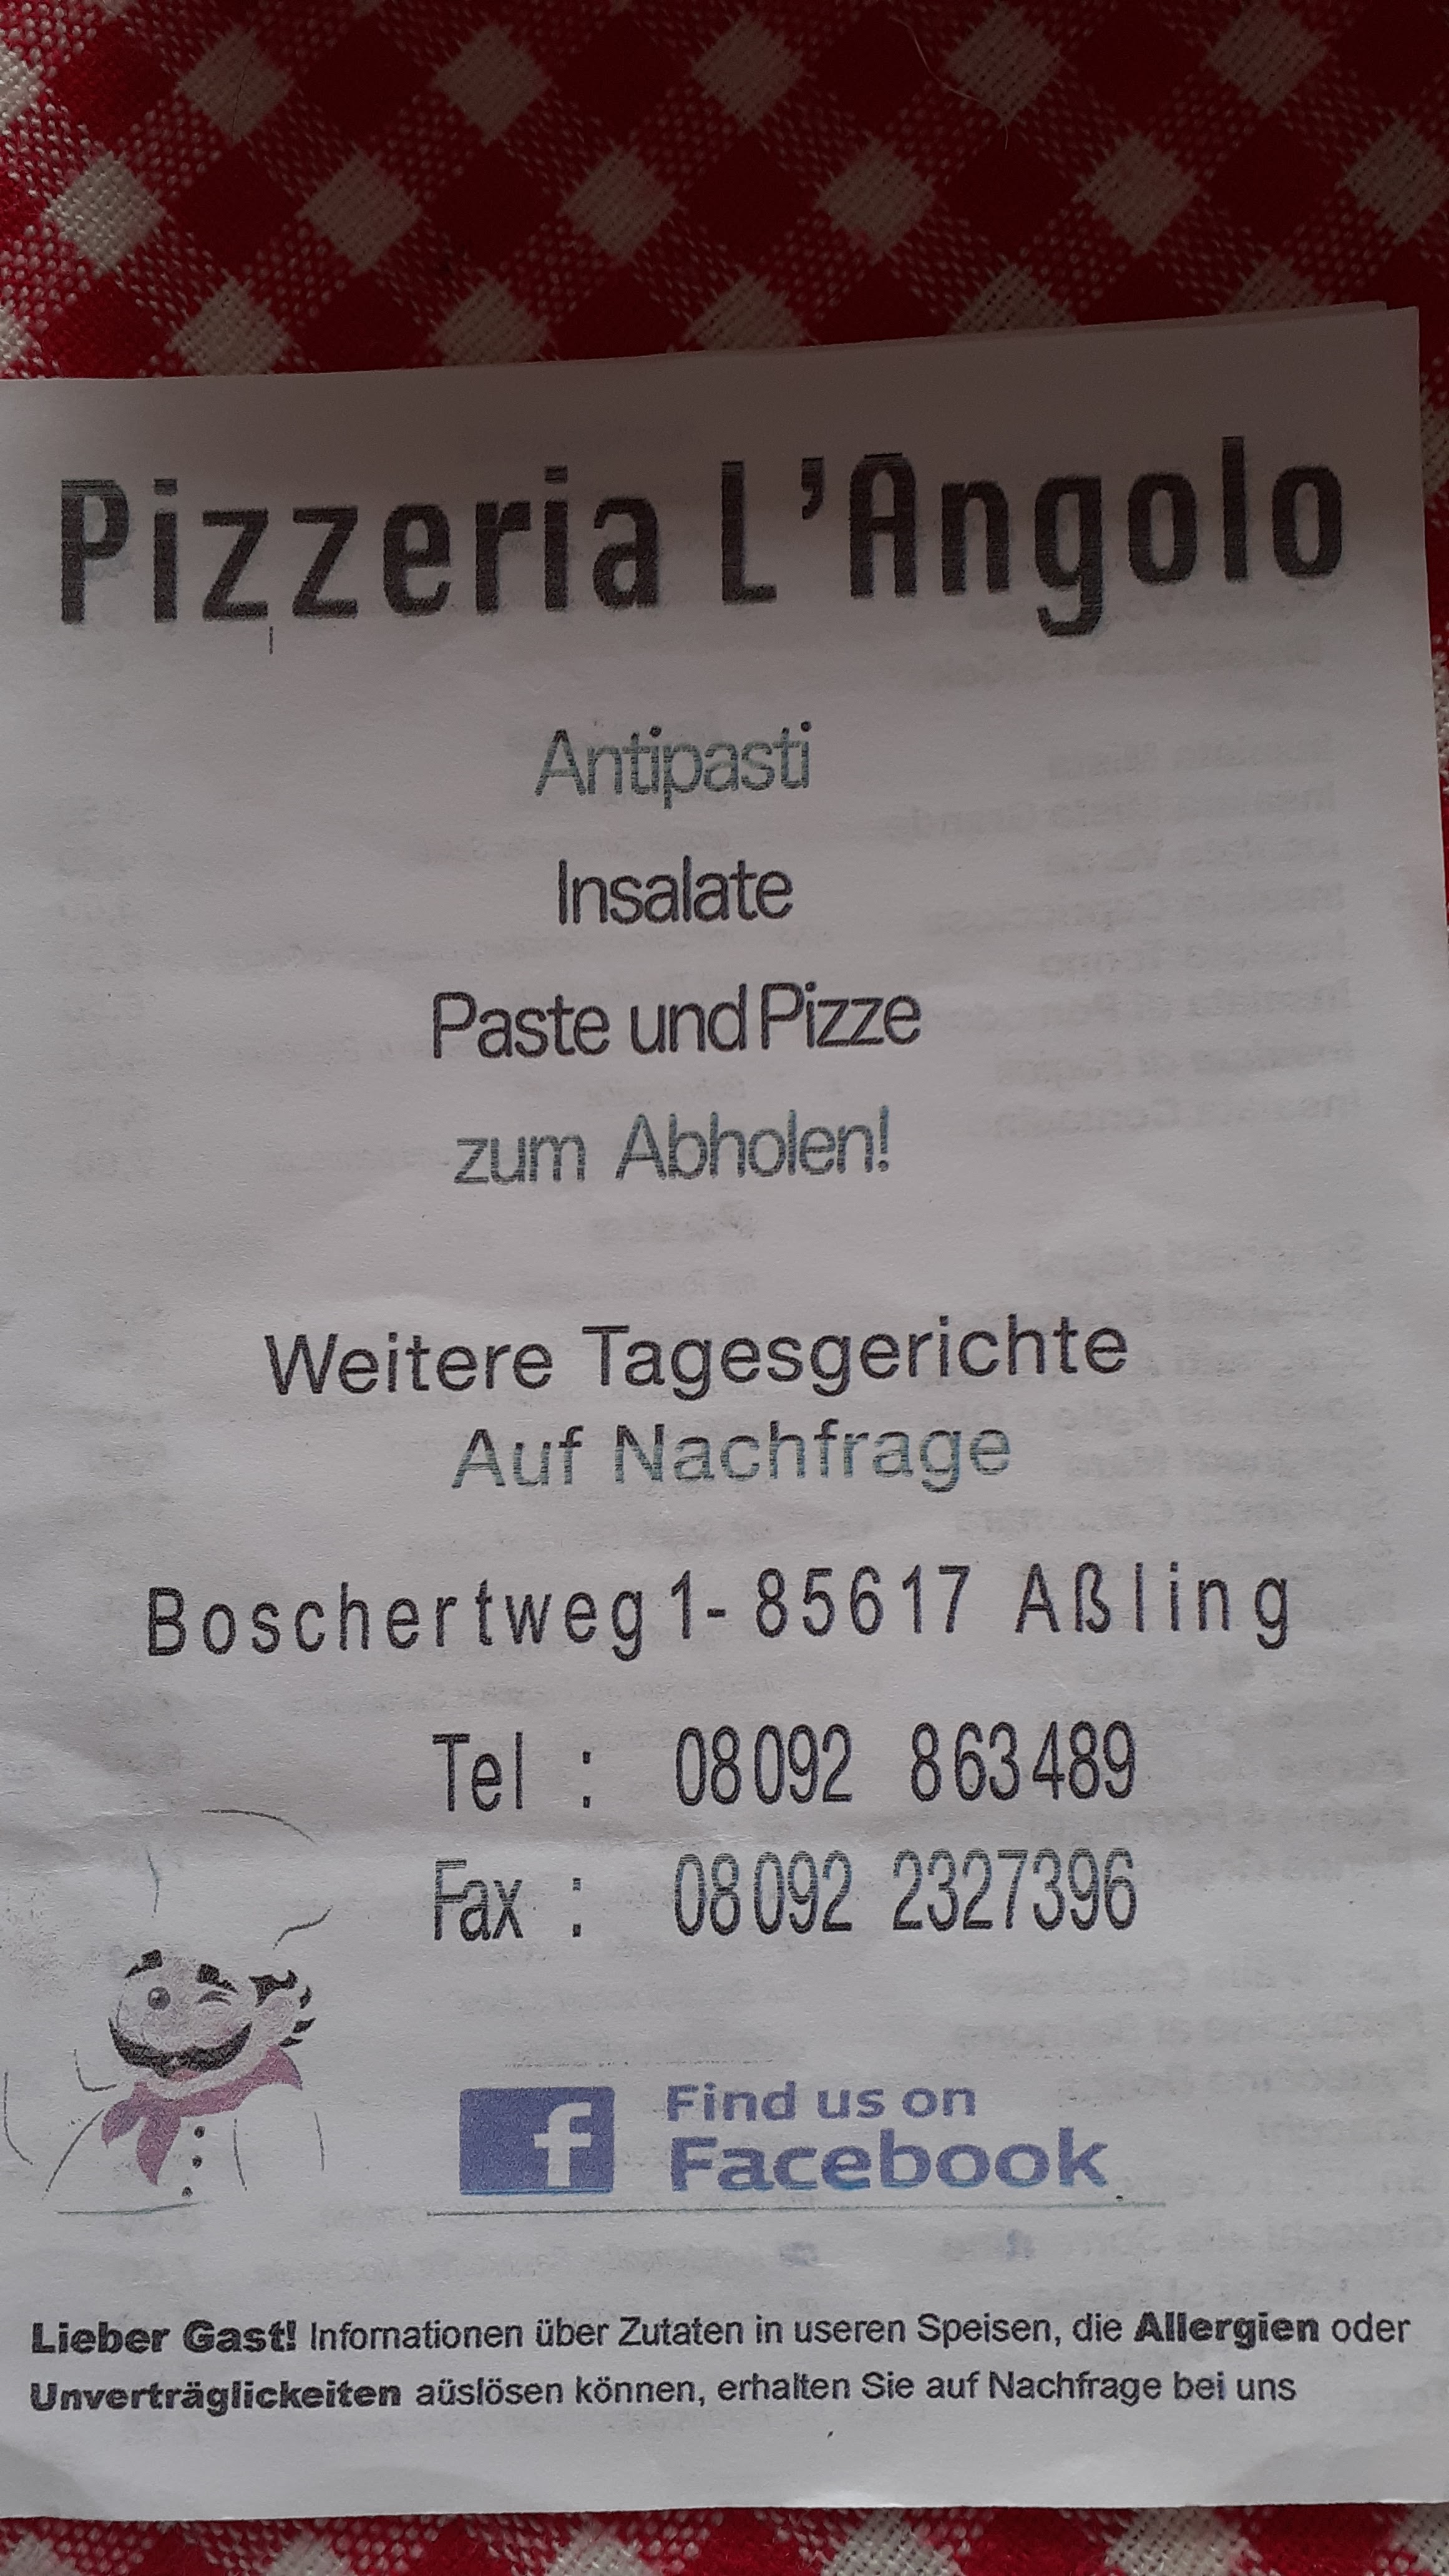 Pizzeria L'Angolo
Antipasti
Insalate
Paste und Pizze
zum Abholen!
Weitere Tagesgerichte
Auf Nachfrage
Boschertweg 1- 85617 Aßling
Tel : 08092 863489
Fax : 08092 2327396
f Find us on
Facebook
Lieber Gast! Infornationen über Zutaten in useren Speisen, die Allergien oder
Unverträglickeiten aüslösen können, erhalten Sie auf Nachfrage bei uns